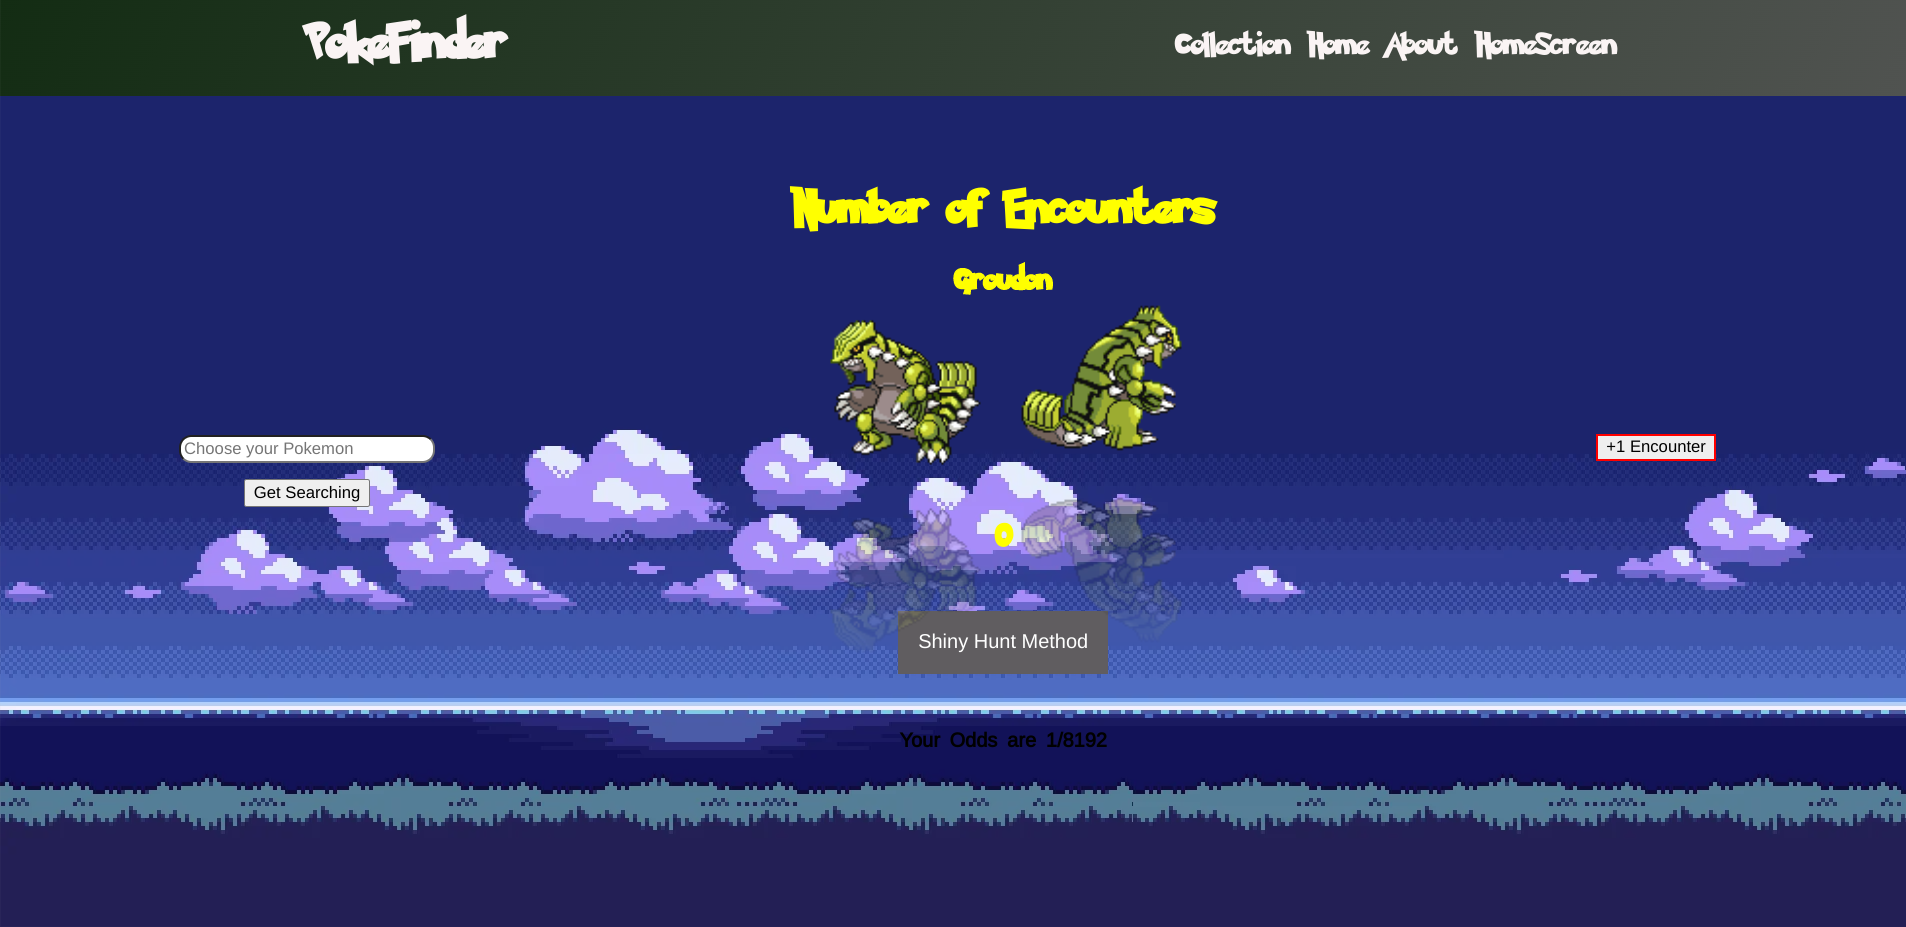 PokeFinder
Collection Home About HomeScreen
Number of Encounters
Groudon
Choose your Pokemon
+1 Encounter
Get Searching
0
Shiny Hunt Method
Your Odds are 1/8192